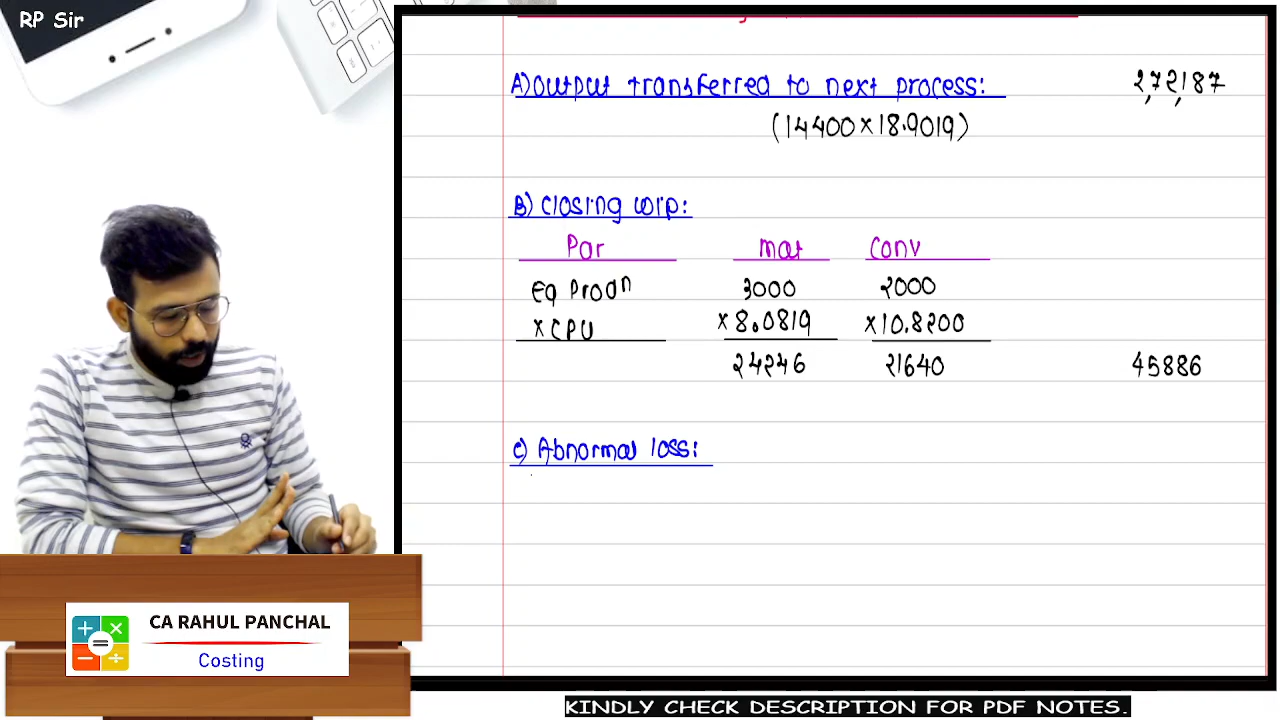 RP Sir
A) Output transferred to next process: 2,72,187
(14400 × 18.9019)
B) Closing WIP:
Par Mat Conv
Eq Prodn 3000 2000
× CPU × 8.0819 × 10.8200
24246 21640 45886
C) Abnormal loss:
CA RAHUL PANCHAL
Costing
KINDLY CHECK DESCRIPTION FOR PDF NOTES.